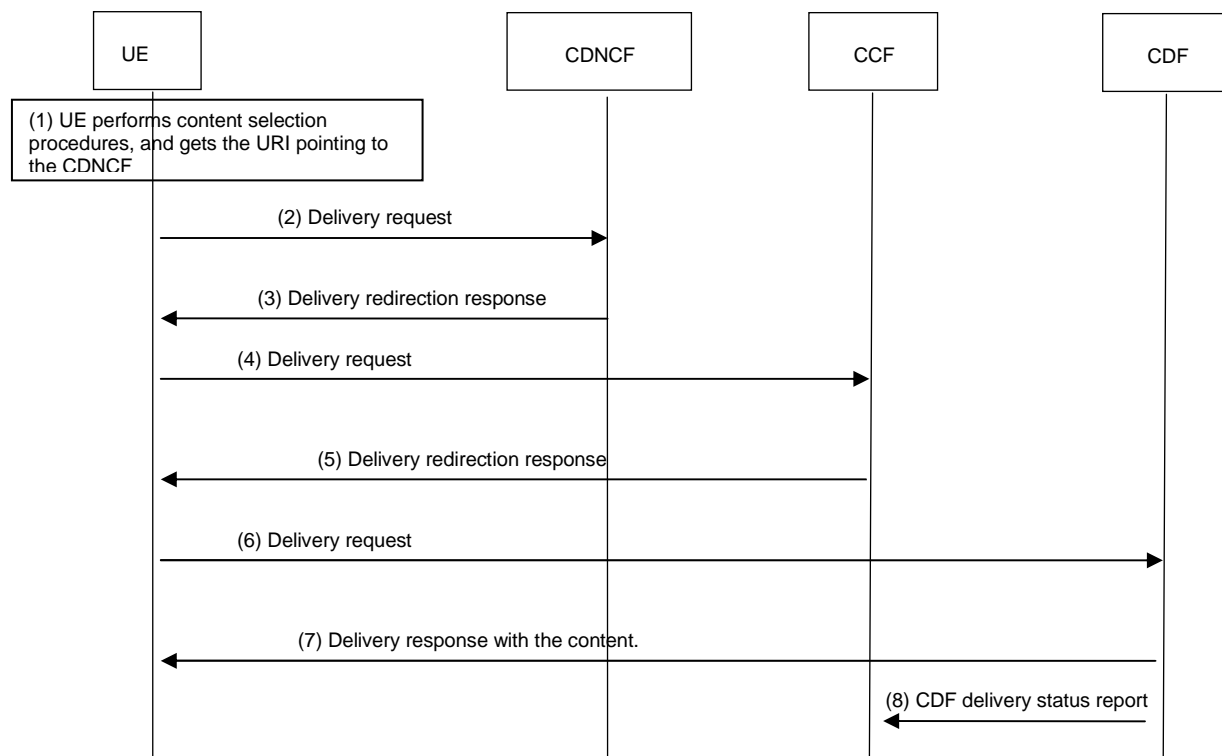 UE
CDNCF
CCF
CDF
(1) UE performs content selection
procedures, and gets the URI pointing to
the CDNCF
(2) Delivery request
(3) Delivery redirection response
(4) Delivery request
(5) Delivery redirection response
(6) Delivery request
(7) Delivery response with the content.
(8) CDF delivery status report